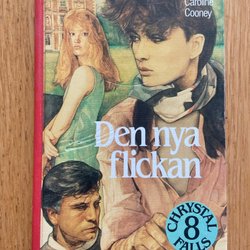 Caroline
Cooney
Den nya
flickan
CHRYSTAL
8
FALLS